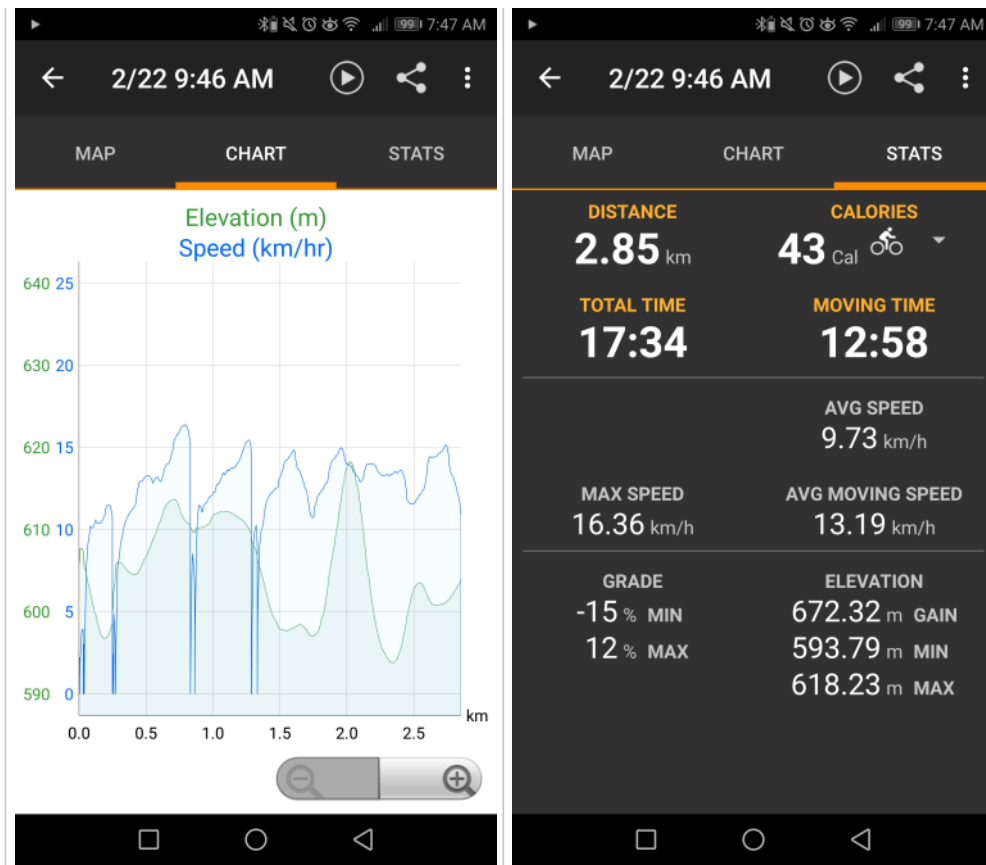 99 7:47 AM
2/22 9:46 AM
MAP CHART STATS
Elevation (m)
Speed (km/hr)
640 25
630 20
620 15
610 10
600 5
590 0
km
0.0 0.5 1.0 1.5 2.0 2.5
99 7:47 AM
2/22 9:46 AM
MAP CHART STATS
DISTANCE CALORIES
2.85 km 43 Cal
TOTAL TIME MOVING TIME
17:34 12:58
AVG SPEED
9.73 km/h
MAX SPEED AVG MOVING SPEED
16.36 km/h 13.19 km/h
GRADE ELEVATION
-15 % MIN 672.32 m GAIN
12 % MAX 593.79 m MIN
618.23 m MAX